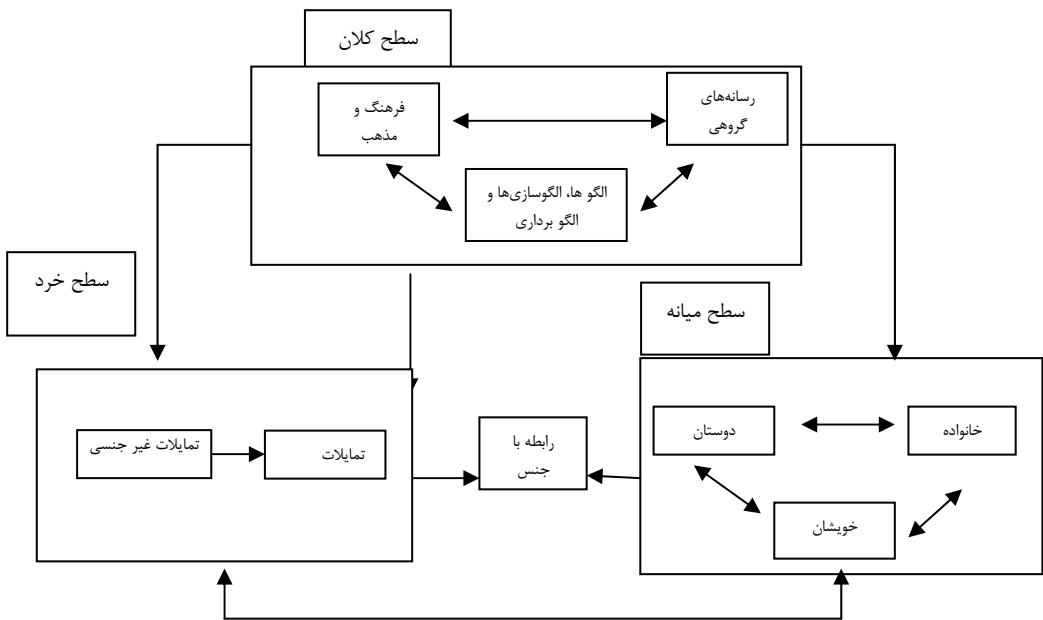 سطح کلان
رسانه‌های
گروهی
فرهنگ و
مذهب
الگو ها، الگوسازی‌ها و
الگو برداری
سطح خرد
سطح میانه
خانواده
دوستان
خویشان
رابطه با
جنس
تمایلات
تمایلات غیر جنسی